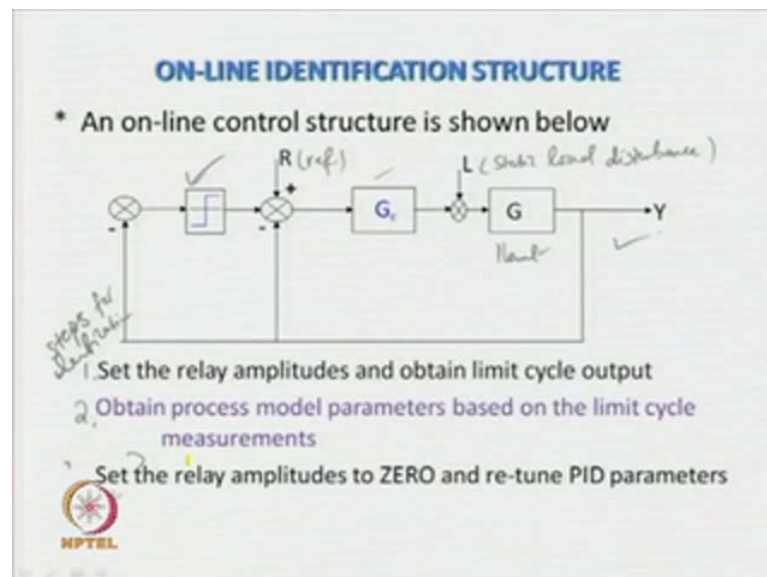 ON-LINE IDENTIFICATION STRUCTURE
* An on-line control structure is shown below
R (ref)
L (static load disturbance)
+
Gc
G
Y
-
-
Plant
steps for
identification
1. Set the relay amplitudes and obtain limit cycle output
2. Obtain process model parameters based on the limit cycle
measurements
Set the relay amplitudes to ZERO and re-tune PID parameters
NPTEL